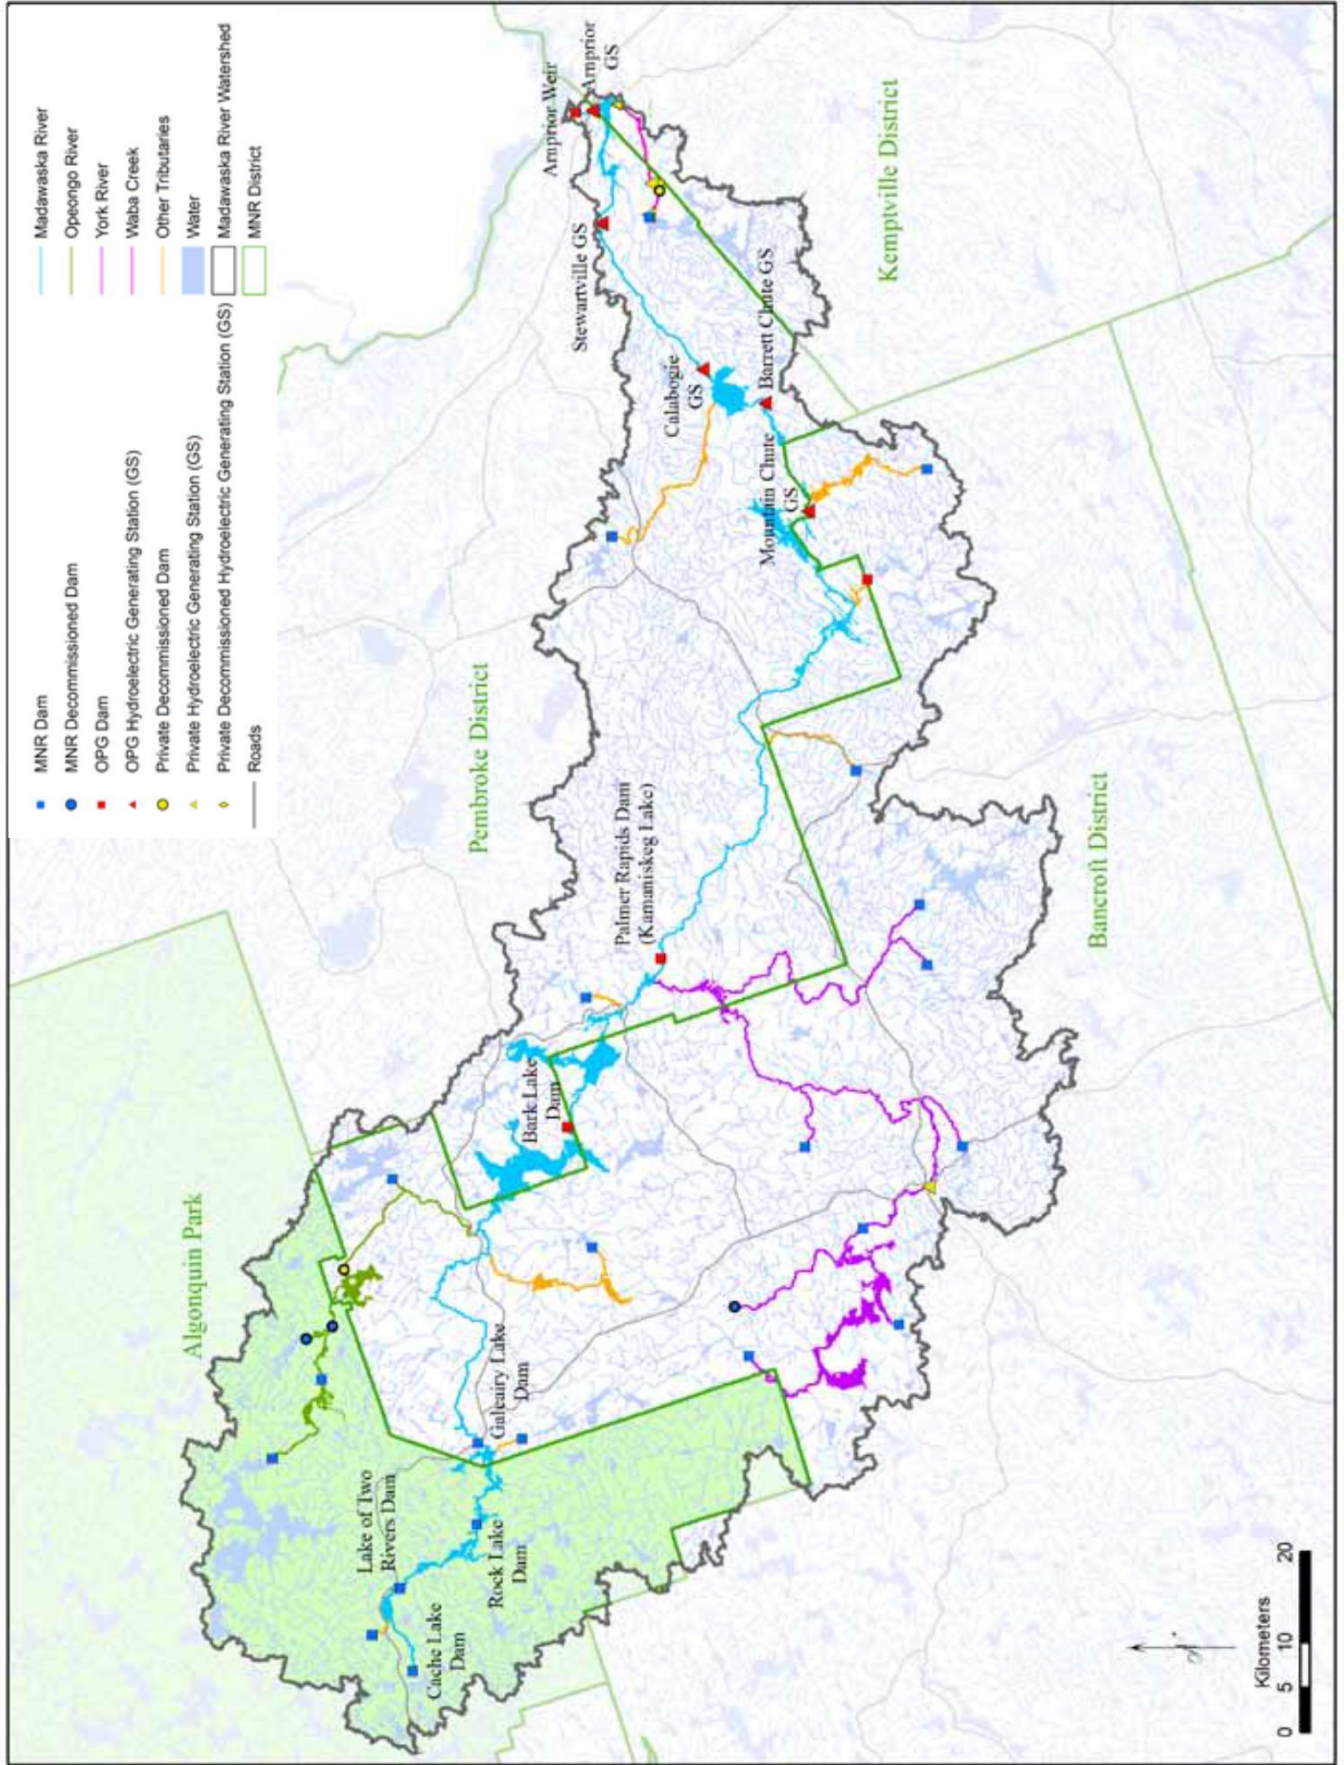 MNR Dam
MNR Decommissioned Dam
OPG Dam
OPG Hydroelectric Generating Station (GS)
Private Decommissioned Dam
Private Hydroelectric Generating Station (GS)
Private Decommissioned Hydroelectric Generating Station (GS)
Roads
Madawaska River
Opeongo River
York River
Waba Creek
Other Tributaries
Water
Madawaska River Watershed
MNR District
Algonquin Park
Pembroke District
Arnprior Weir
Arnprior
GS
Stewartville GS
Lake of Two
Rivers Dam
Cache Lake
Dam
Rock Lake
Dam
Galeairy Lake
Dam
Bark Lake
Dam
Palmer Rapids Dam
(Kamaniskeg Lake)
Calabogie
GS
Mountain Chute
GS
Barrett Chute GS
Kemptville District
Bancroft District
N
Kilometers
0 5 10 20